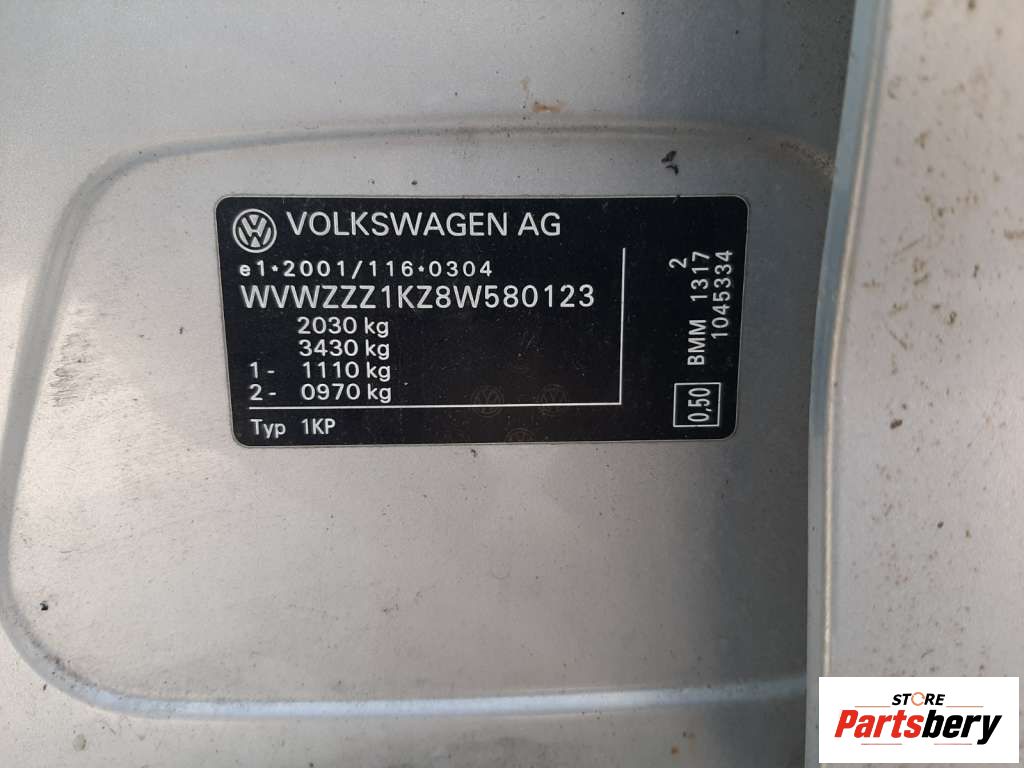 VOLKSWAGEN AG
e1*2001/116*0304
WVWZZZ1KZ8W580123
2030 kg
3430 kg
1- 1110 kg
2- 0970 kg
Typ 1KP
0,50
BMM 1317 2
1045334
STORE
Partsbery